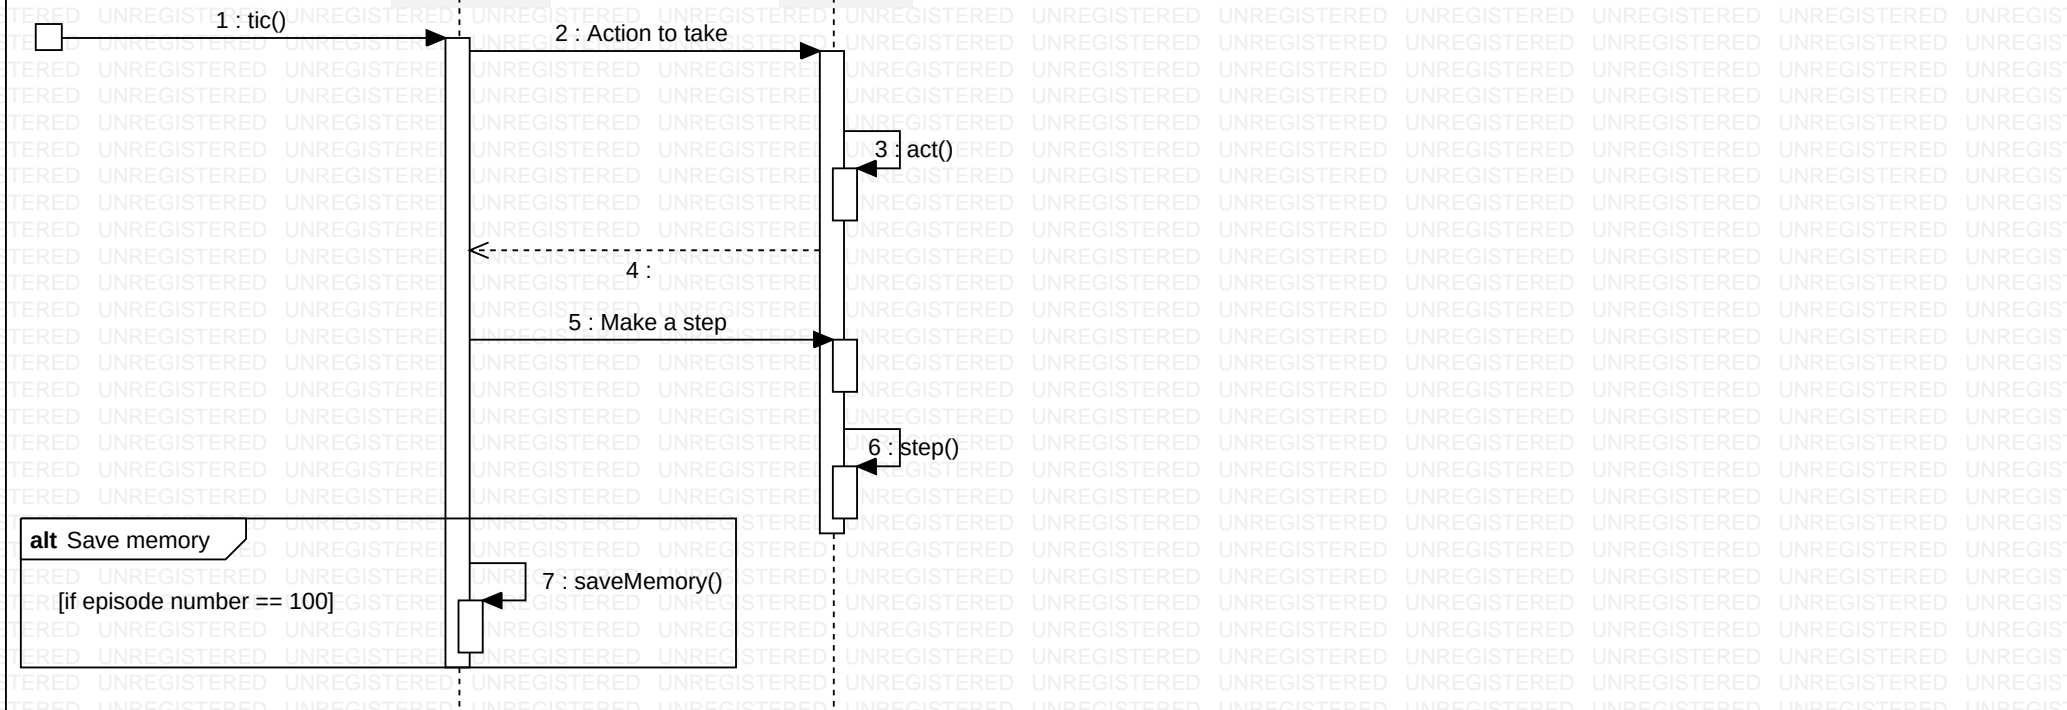 1 : tic()
2 : Action to take
3 : act()
4 :
5 : Make a step
6 : step()
alt Save memory
7 : saveMemory()
[if episode number == 100]
UNREGISTERED